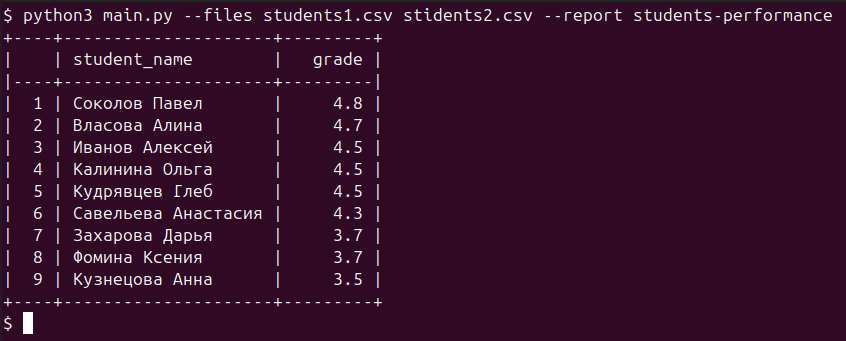 $ python3 main.py --files students1.csv stidents2.csv --report students-performance
+----+---------------------+---------+
|    | student_name        |   grade |
|----+---------------------+---------|
|  1 | Соколов Павел       |     4.8 |
|  2 | Власова Алина       |     4.7 |
|  3 | Иванов Алексей      |     4.5 |
|  4 | Калинина Ольга      |     4.5 |
|  5 | Кудрявцев Глеб      |     4.5 |
|  6 | Савельева Анастасия |     4.3 |
|  7 | Захарова Дарья      |     3.7 |
|  8 | Фомина Ксения       |     3.7 |
|  9 | Кузнецова Анна      |     3.5 |
+----+---------------------+---------+
$